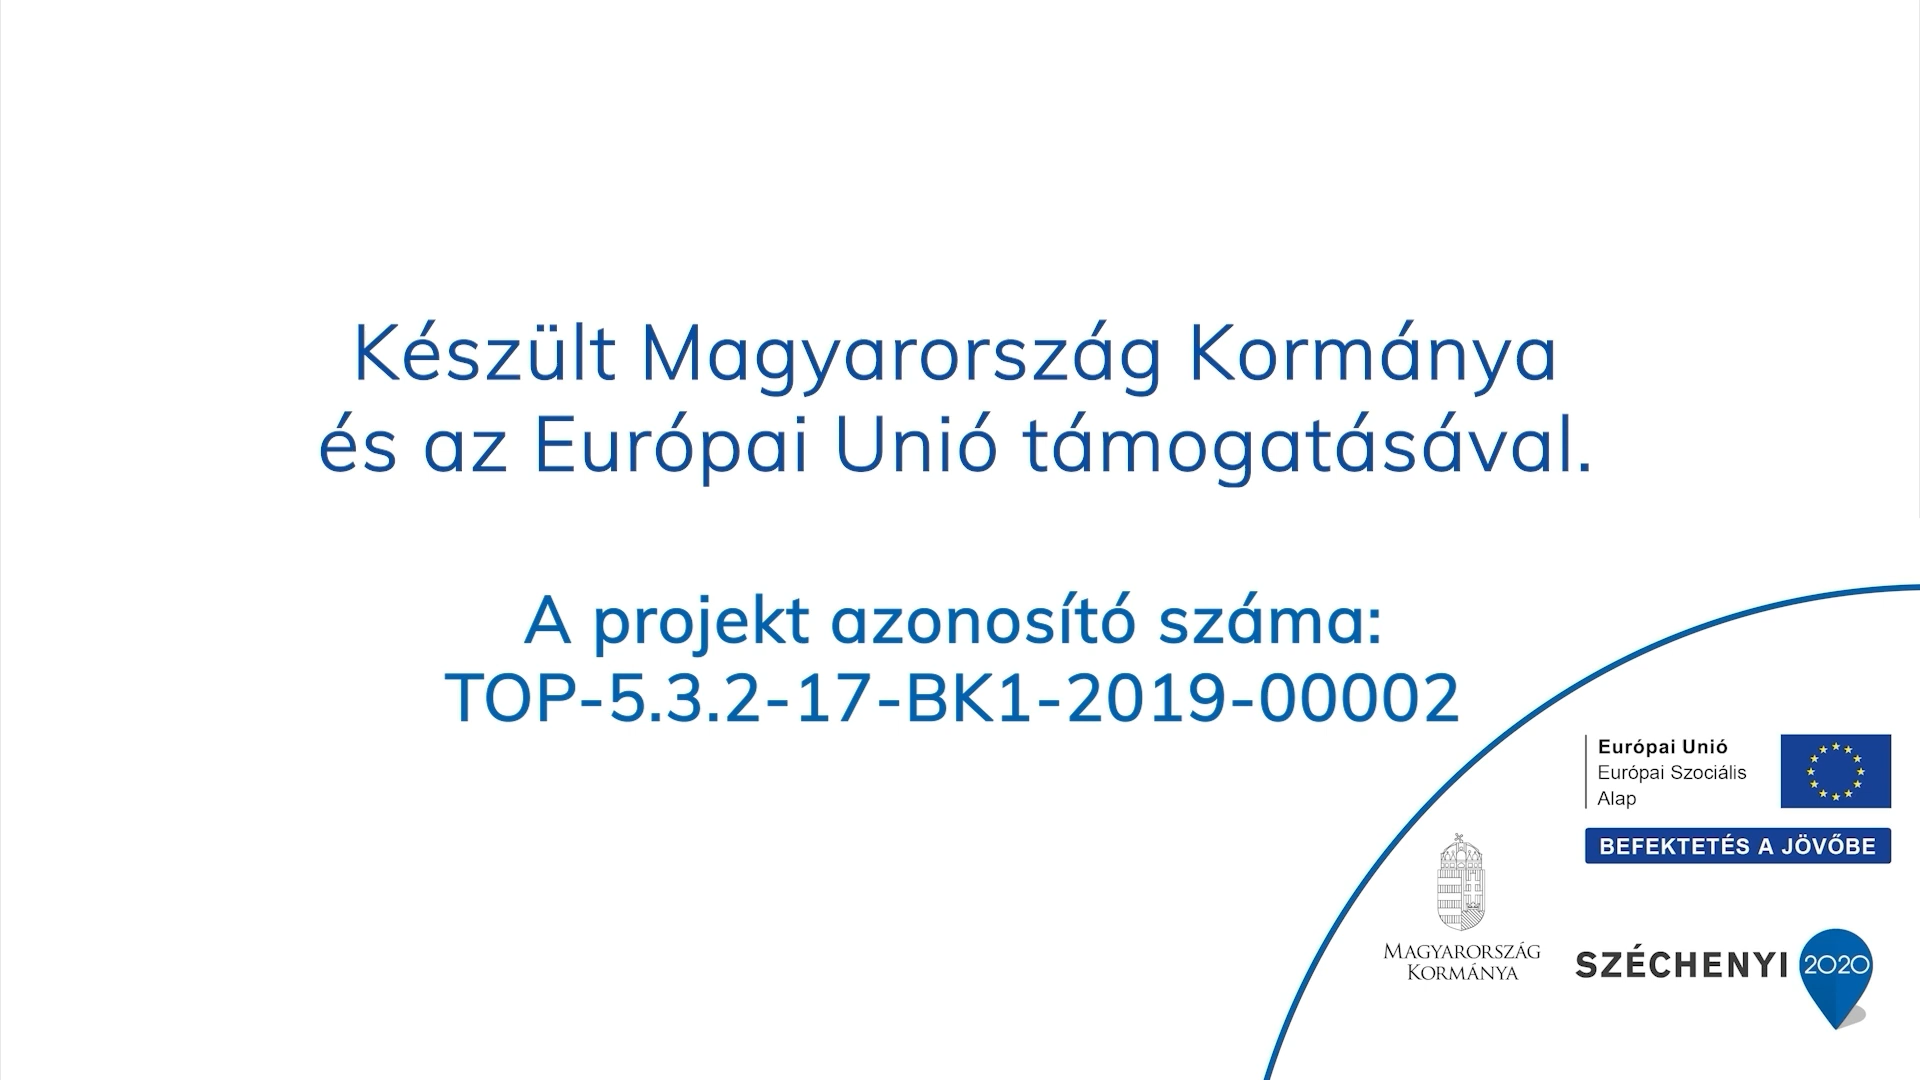 Készült Magyarország Kormánya
és az Európai Unió támogatásával.
A projekt azonosító száma:
TOP-5.3.2-17-BK1-2019-00002
Európai Unió
Európai Szociális
Alap
BEFEKTETÉS A JÖVŐBE
MAGYARORSZÁG
KORMÁNYA
SZÉCHENYI 2020